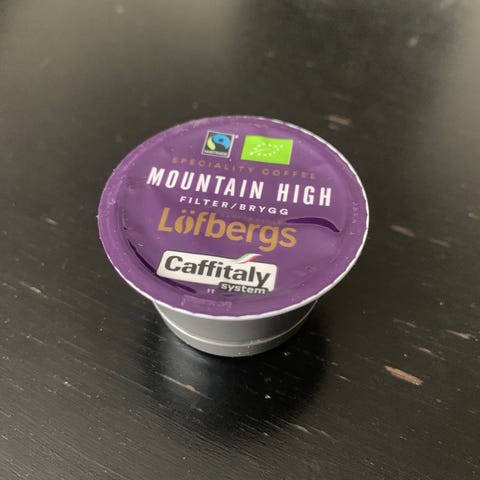 SPECIALITY COFFEE
MOUNTAIN HIGH
FILTER/BRYGG
Löfbergs
Caffitaly
system